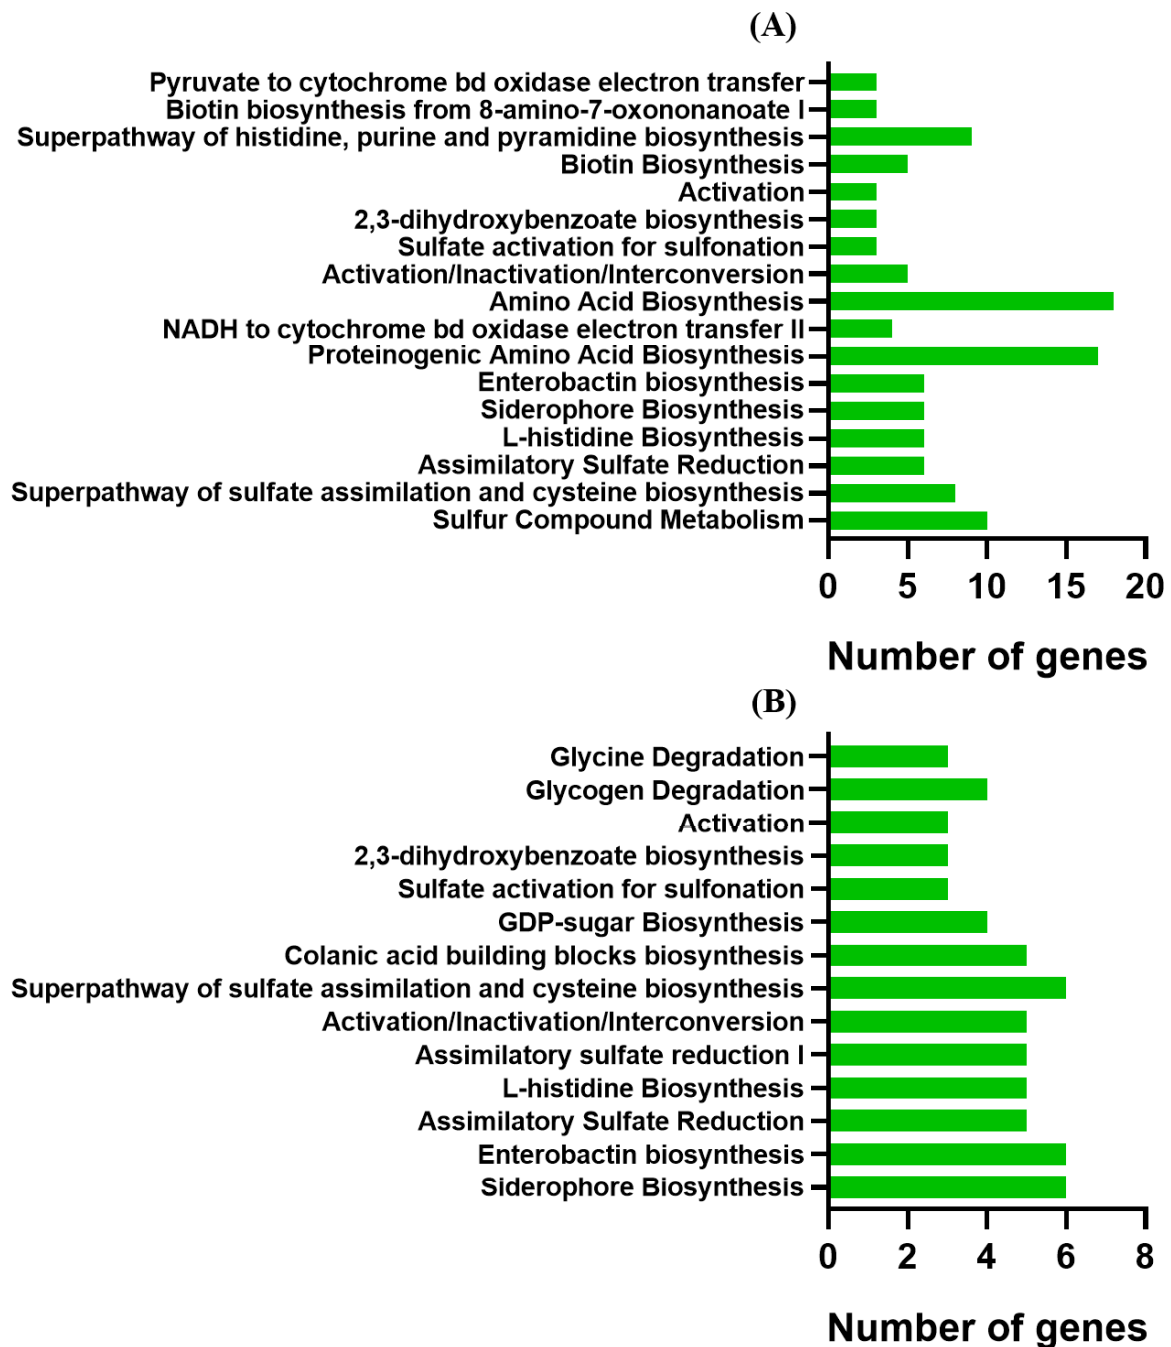 (A)
Pyruvate to cytochrome bd oxidase electron transfer
Biotin biosynthesis from 8-amino-7-oxononanoate I
Superpathway of histidine, purine and pyramidine biosynthesis
Biotin Biosynthesis
Activation
2,3-dihydroxybenzoate biosynthesis
Sulfate activation for sulfonation
Activation/Inactivation/Interconversion
Amino Acid Biosynthesis
NADH to cytochrome bd oxidase electron transfer II
Proteinogenic Amino Acid Biosynthesis
Enterobactin biosynthesis
Siderophore Biosynthesis
L-histidine Biosynthesis
Assimilatory Sulfate Reduction
Superpathway of sulfate assimilation and cysteine biosynthesis
Sulfur Compound Metabolism
0 5 10 15 20
Number of genes
(B)
Glycine Degradation
Glycogen Degradation
Activation
2,3-dihydroxybenzoate biosynthesis
Sulfate activation for sulfonation
GDP-sugar Biosynthesis
Colanic acid building blocks biosynthesis
Superpathway of sulfate assimilation and cysteine biosynthesis
Activation/Inactivation/Interconversion
Assimilatory sulfate reduction I
L-histidine Biosynthesis
Assimilatory Sulfate Reduction
Enterobactin biosynthesis
Siderophore Biosynthesis
0 2 4 6 8
Number of genes